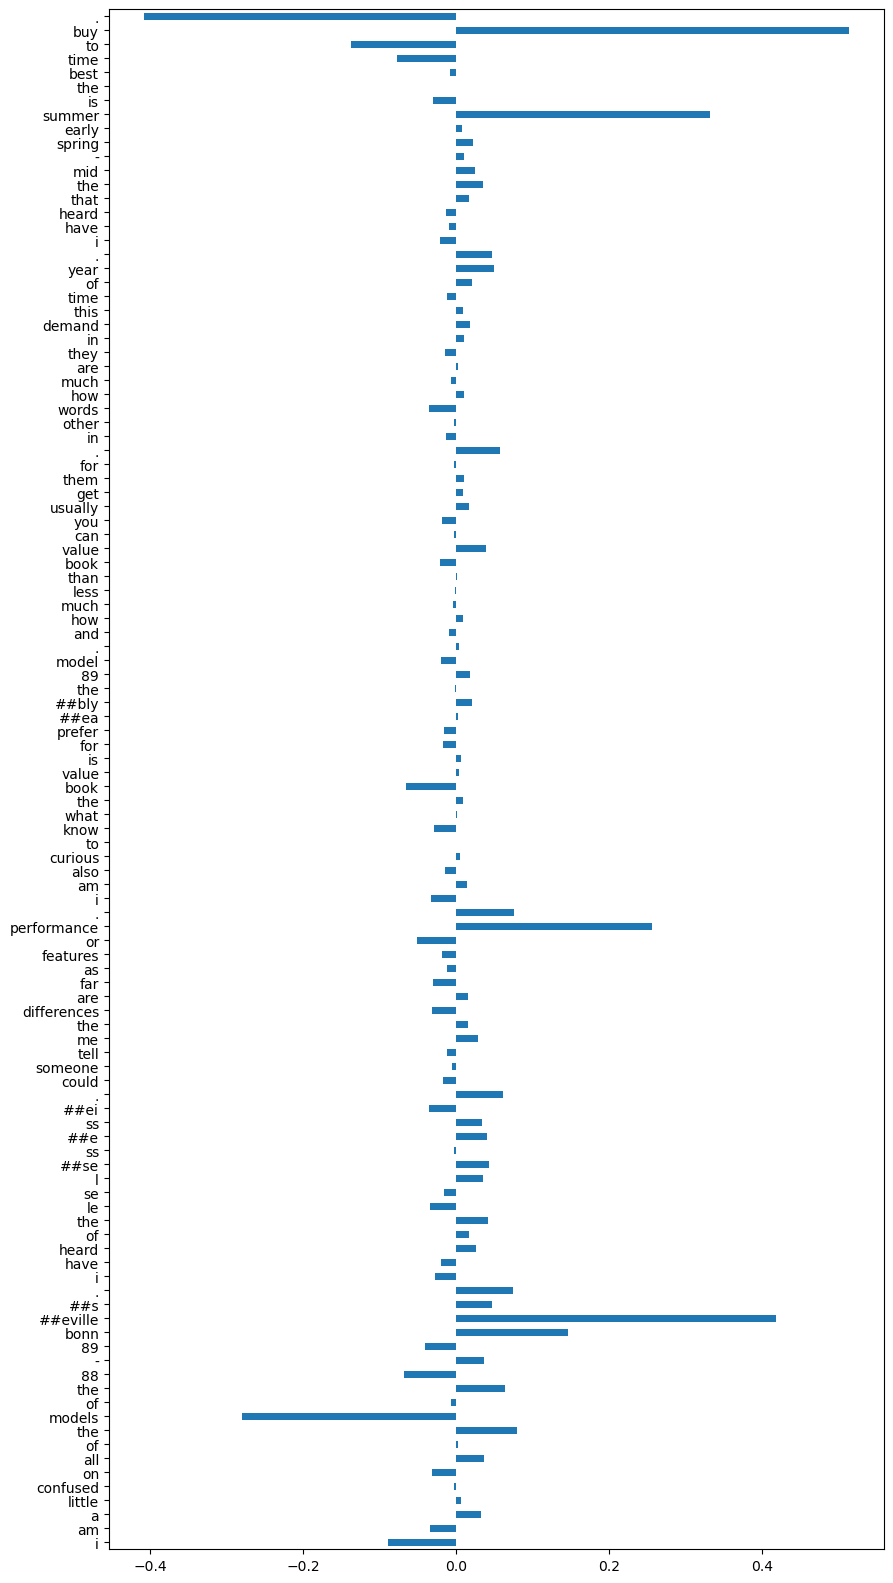 .
buy
to
time
best
the
is
summer
early
spring
-
mid
the
that
heard
have
i
.
year
of
time
this
demand
in
they
are
much
how
words
other
in
.
for
them
get
usually
you
can
value
book
than
less
much
how
and
.
model
89
the
##bly
##ea
prefer
for
is
value
book
the
what
know
to
curious
also
am
i
.
performance
or
features
as
far
are
differences
the
me
tell
someone
could
.
##ei
ss
##e
ss
##se
l
se
le
the
of
heard
have
i
.
##s
##eville
bonn
89
-
88
the
of
models
the
of
all
on
confused
little
a
am
i
−0.4 −0.2 0.0 0.2 0.4